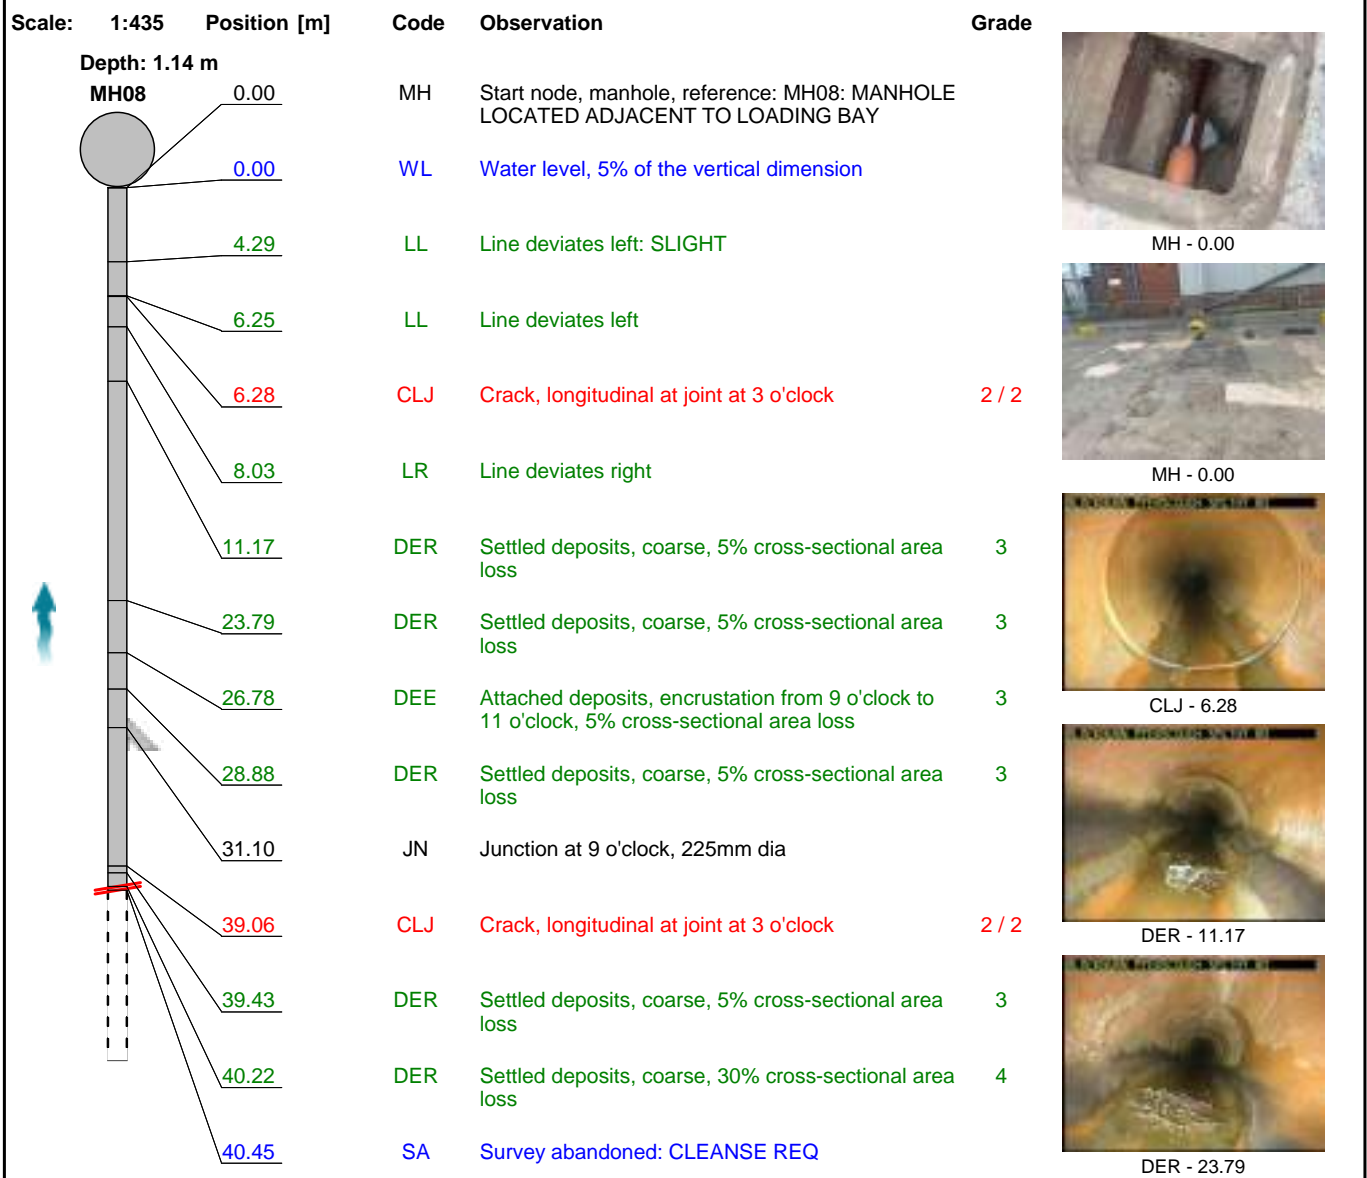 Scale: 1:435 Position [m] Code Observation Grade
Depth: 1.14 m
MH08
0.00 MH Start node, manhole, reference: MH08: MANHOLE
LOCATED ADJACENT TO LOADING BAY
0.00 WL Water level, 5% of the vertical dimension
4.29 LL Line deviates left: SLIGHT
6.25 LL Line deviates left
6.28 CLJ Crack, longitudinal at joint at 3 o'clock 2 / 2
8.03 LR Line deviates right
11.17 DER Settled deposits, coarse, 5% cross-sectional area 3
loss
23.79 DER Settled deposits, coarse, 5% cross-sectional area 3
loss
26.78 DEE Attached deposits, encrustation from 9 o'clock to 3
11 o'clock, 5% cross-sectional area loss
28.88 DER Settled deposits, coarse, 5% cross-sectional area 3
loss
31.10 JN Junction at 9 o'clock, 225mm dia
39.06 CLJ Crack, longitudinal at joint at 3 o'clock 2 / 2
39.43 DER Settled deposits, coarse, 5% cross-sectional area 3
loss
40.22 DER Settled deposits, coarse, 30% cross-sectional area 4
loss
40.45 SA Survey abandoned: CLEANSE REQ
MH - 0.00
MH - 0.00
CLJ - 6.28
DER - 11.17
DER - 23.79